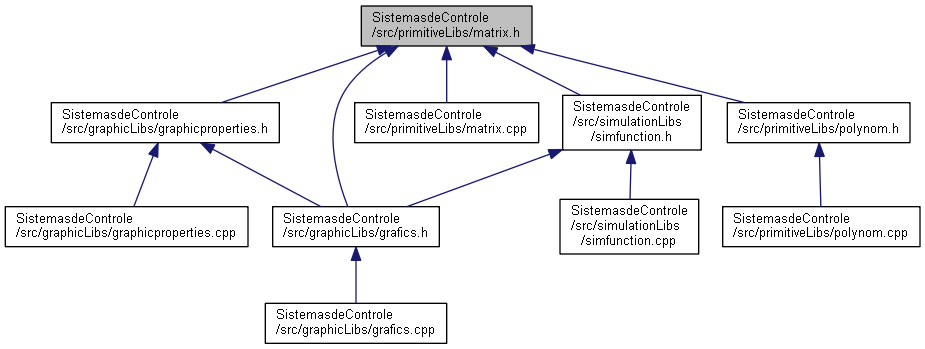 SistemasdeControle
/src/primitiveLibs/matrix.h
SistemasdeControle
/src/graphicLibs/graphicproperties.h
SistemasdeControle
/src/primitiveLibs/matrix.cpp
SistemasdeControle
/src/simulationLibs
/simfunction.h
SistemasdeControle
/src/primitiveLibs/polynom.h
SistemasdeControle
/src/graphicLibs/graphicproperties.cpp
SistemasdeControle
/src/graphicLibs/grafics.h
SistemasdeControle
/src/simulationLibs
/simfunction.cpp
SistemasdeControle
/src/primitiveLibs/polynom.cpp
SistemasdeControle
/src/graphicLibs/grafics.cpp